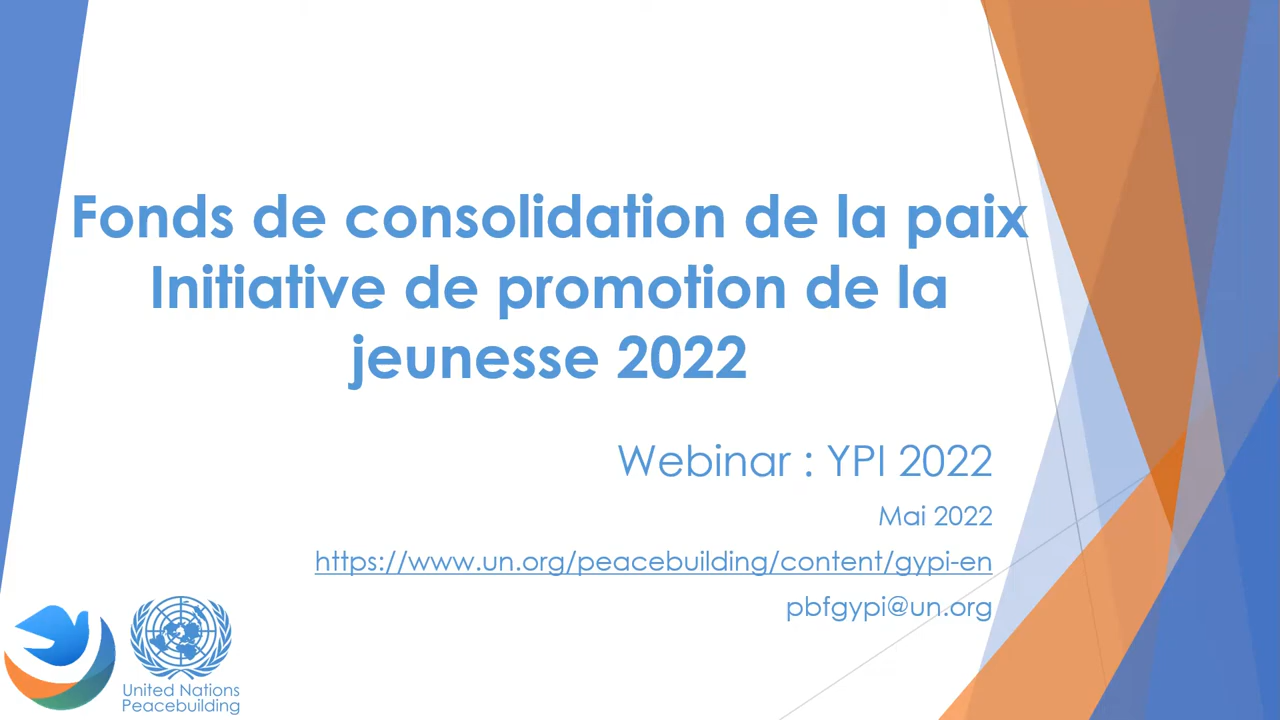 Fonds de consolidation de la paix
Initiative de promotion de la
jeunesse 2022
Webinar : YPI 2022
Mai 2022
https://www.un.org/peacebuilding/content/gypi-en
pbfgypi@un.org
United Nations
Peacebuilding